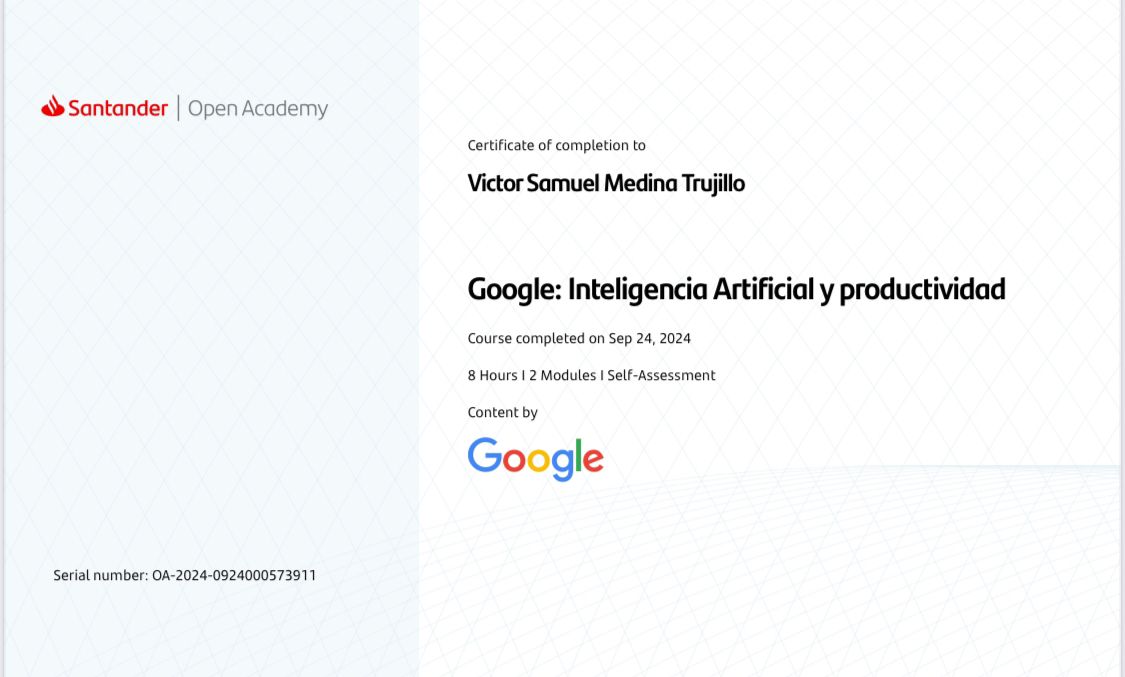 Santander | Open Academy
Certificate of completion to
Victor Samuel Medina Trujillo
Google: Inteligencia Artificial y productividad
Course completed on Sep 24, 2024
8 Hours I 2 Modules I Self-Assessment
Content by
Google
Serial number: OA-2024-0924000573911